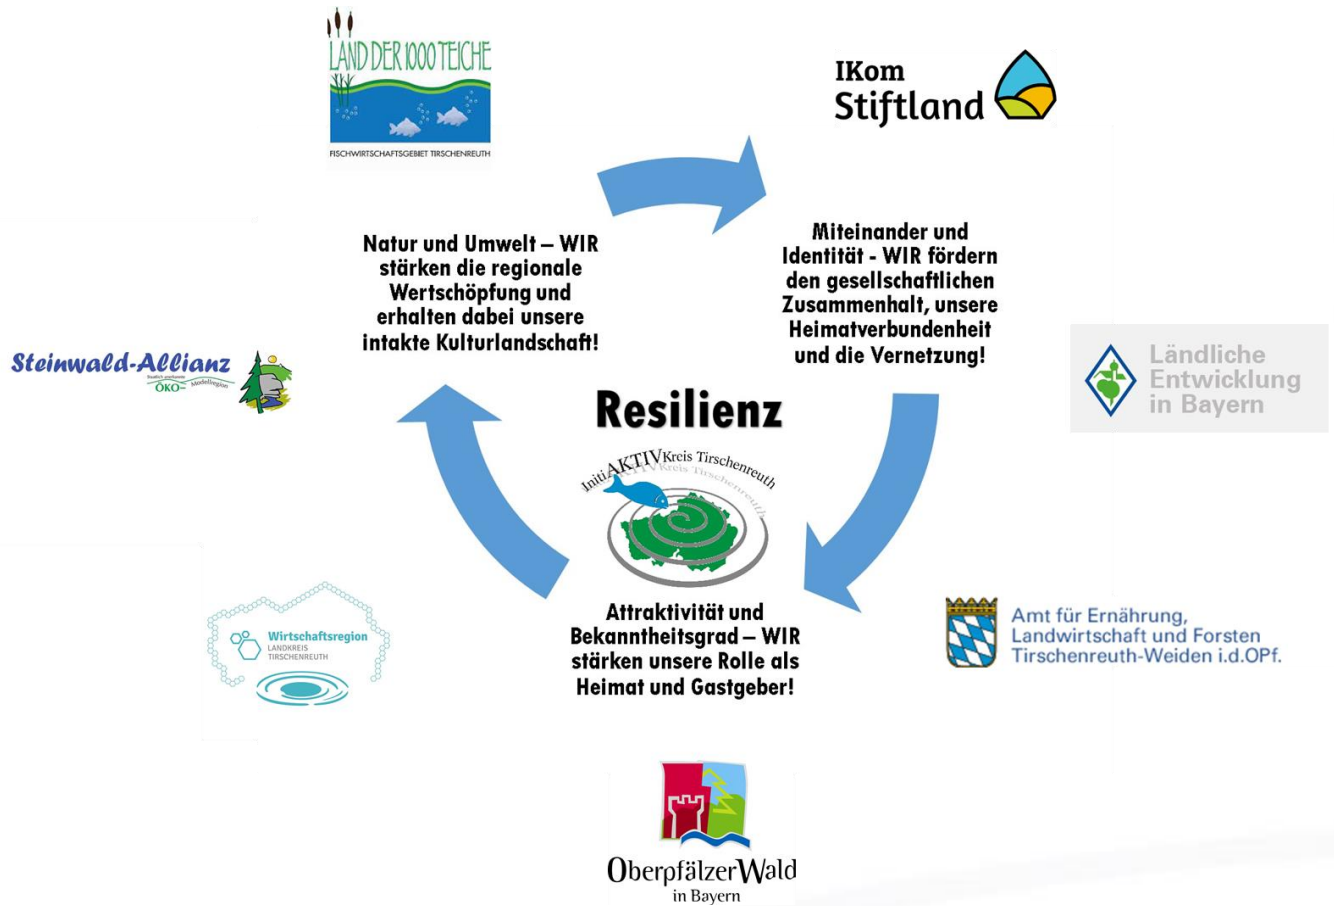 LAND DER 1000 TEICHE
FISCHWIRTSCHAFTSGEBIET TIRSCHENREUTH
IKom
Stiftland
Natur und Umwelt – WIR
stärken die regionale
Wertschöpfung und
erhalten dabei unsere
intakte Kulturlandschaft!
Miteinander und
Identität - WIR fördern
den gesellschaftlichen
Zusammenhalt, unsere
Heimatverbundenheit
und die Vernetzung!
Steinwald-Allianz
Staatlich anerkannte
ÖKO- Modellregion
Ländliche
Entwicklung
in Bayern
Resilienz
InitiAKTIVKreis Tirschenreuth
Attraktivität und
Bekanntheitsgrad – WIR
stärken unsere Rolle als
Heimat und Gastgeber!
Wirtschaftsregion
LANDKREIS
TIRSCHENREUTH
Amt für Ernährung,
Landwirtschaft und Forsten
Tirschenreuth-Weiden i.d.OPf.
OberpfälzerWald
in Bayern